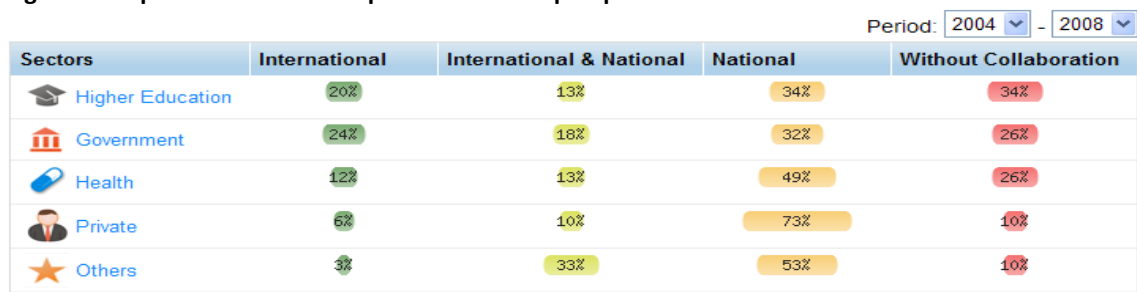 Period: 2004 - 2008
Sectors International International & National National Without Collaboration
Higher Education 20% 13% 34% 34%
Government 24% 18% 32% 26%
Health 12% 13% 49% 26%
Private 6% 10% 73% 10%
Others 3% 33% 53% 10%